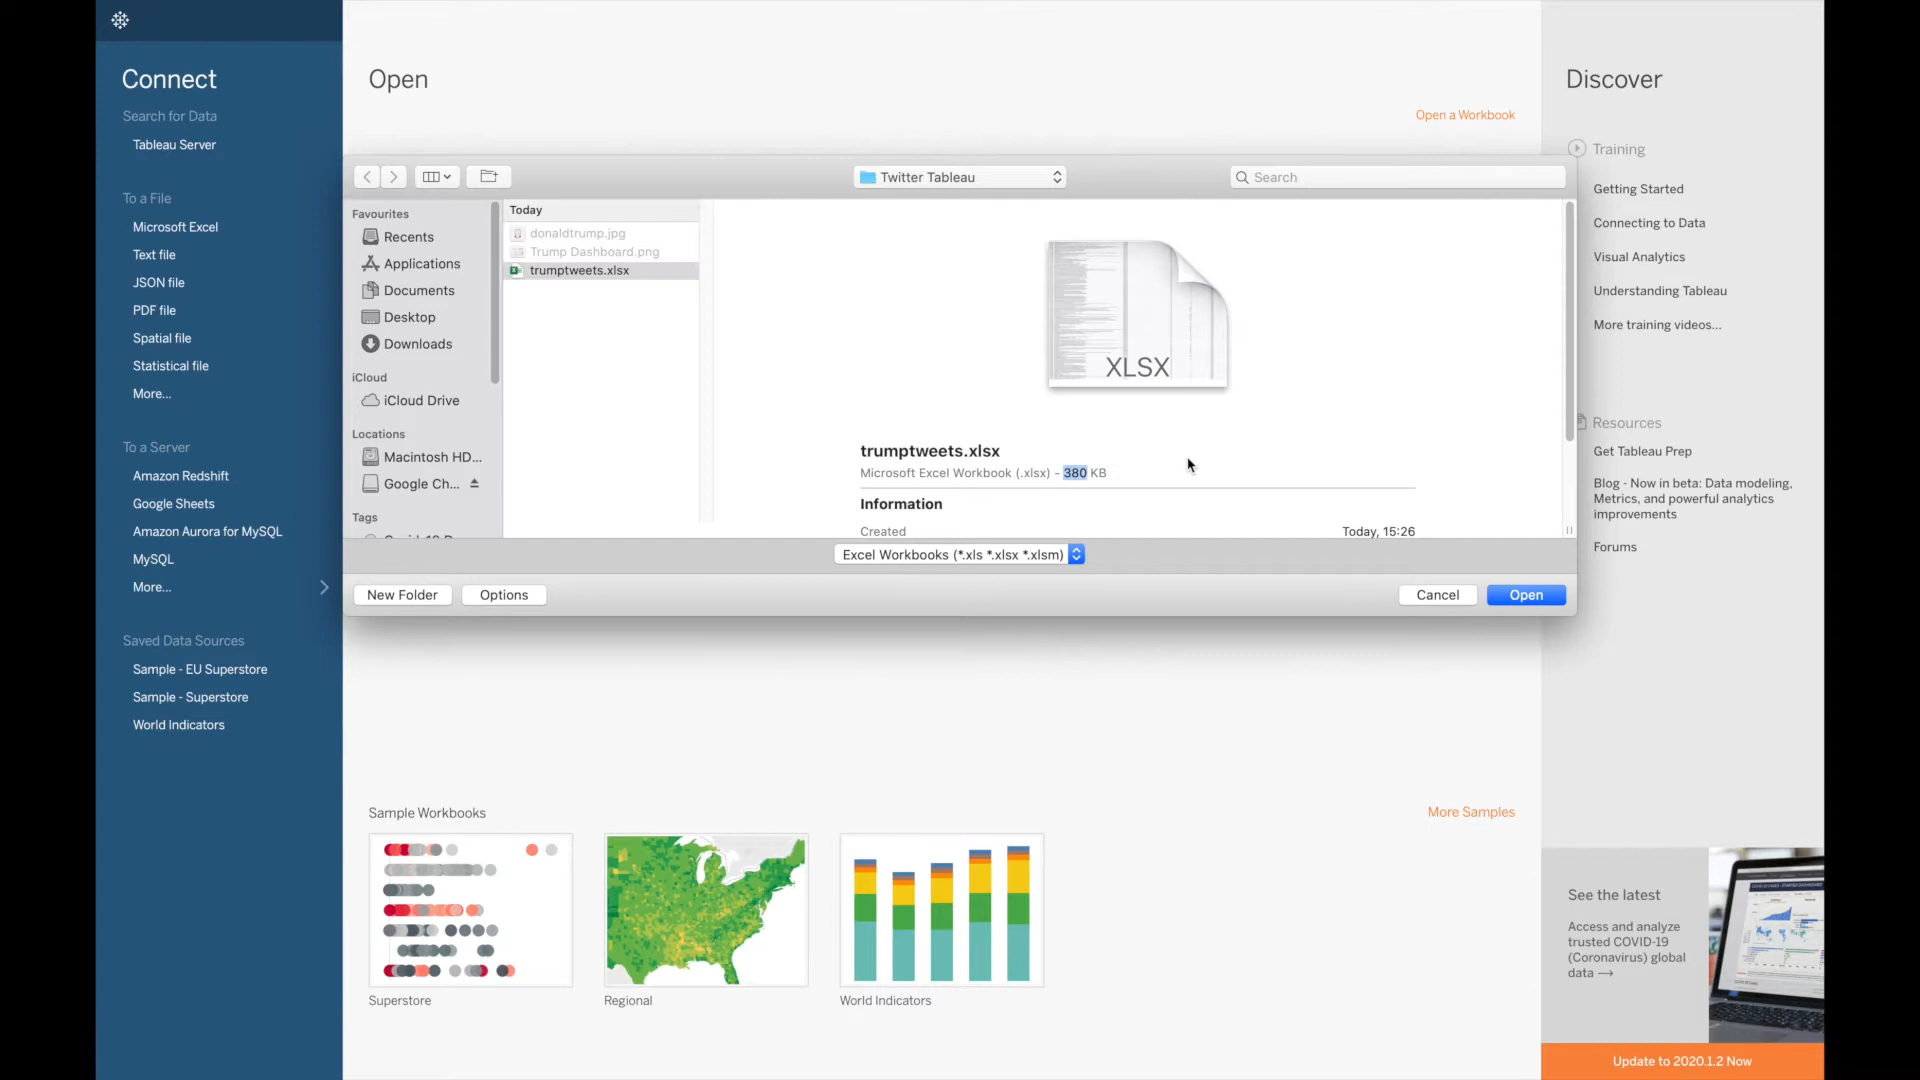 Connect
Search for Data
Tableau Server
To a File
Microsoft Excel
Text file
JSON file
PDF file
Spatial file
Statistical file
More...
To a Server
Amazon Redshift
Google Sheets
Amazon Aurora for MySQL
MySQL
More...
Saved Data Sources
Sample - EU Superstore
Sample - Superstore
World Indicators
Open
Open a Workbook
Twitter Tableau
Search
Favourites
Recents
Applications
Documents
Desktop
Downloads
iCloud
iCloud Drive
Locations
Macintosh HD...
Google Ch...
Tags
Today
donaldtrump.jpg
Trump Dashboard.png
trumptweets.xlsx
XLSX
trumptweets.xlsx
Microsoft Excel Workbook (.xlsx) - 380 KB
Information
Created Today, 15:26
Excel Workbooks (*.xls *.xlsx *.xlsm)
New Folder
Options
Cancel
Open
Sample Workbooks
More Samples
Superstore
Regional
World Indicators
Discover
Training
Getting Started
Connecting to Data
Visual Analytics
Understanding Tableau
More training videos...
Resources
Get Tableau Prep
Blog - Now in beta: Data modeling,
Metrics, and powerful analytics
improvements
Forums
See the latest
Access and analyze
trusted COVID-19
(Coronavirus) global
data →
Update to 2020.1.2 Now